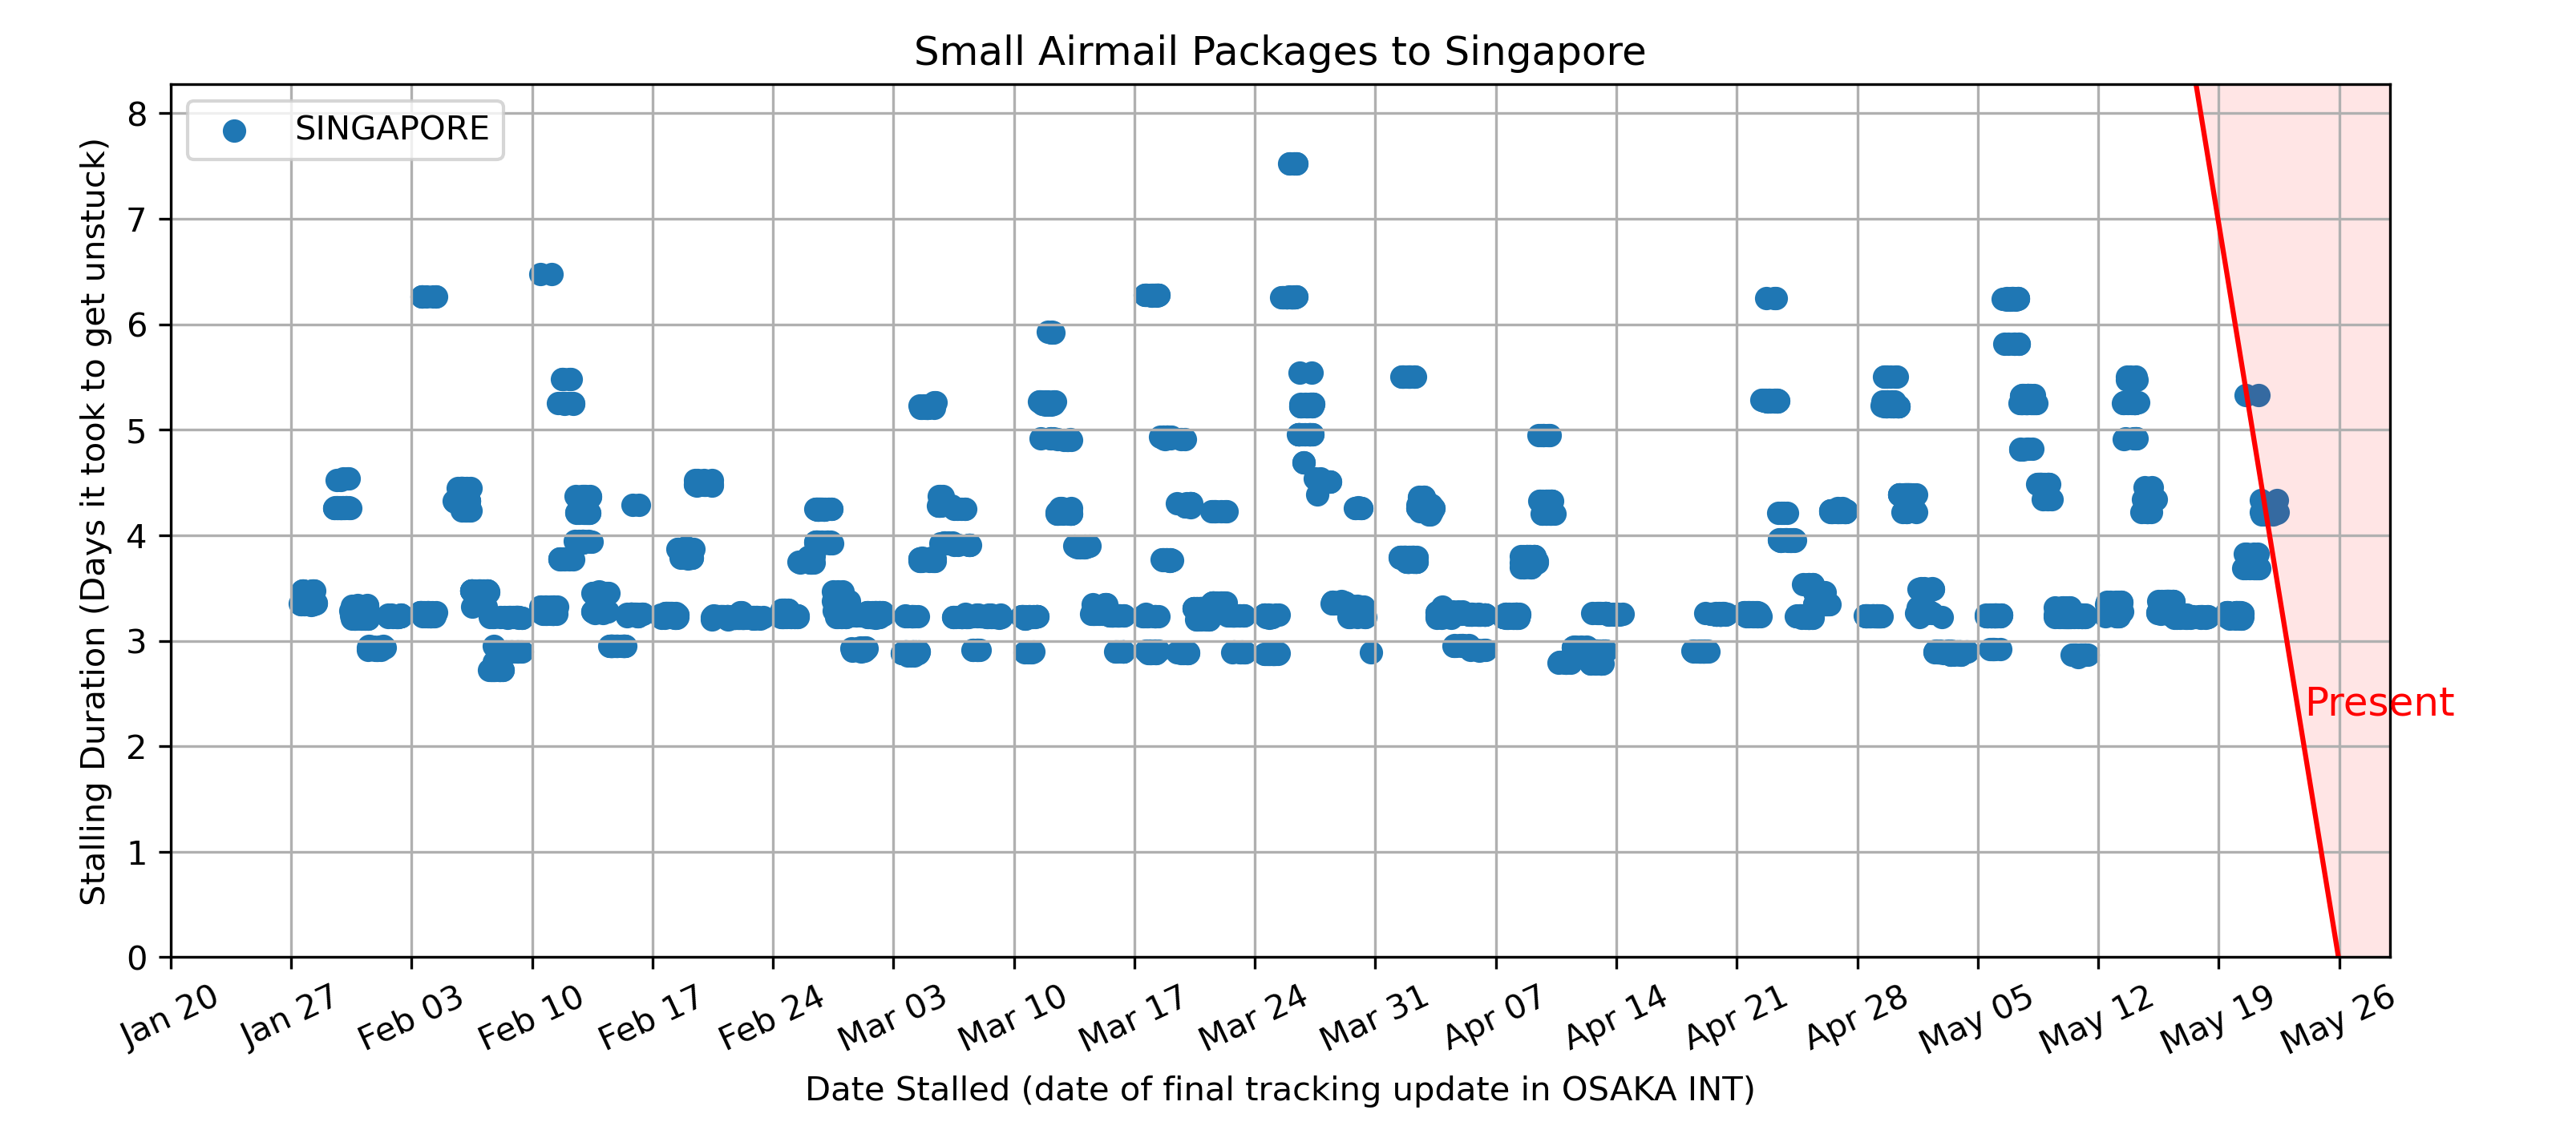 Small Airmail Packages to Singapore
SINGAPORE
Stalling Duration (Days it took to get unstuck)
8
7
6
5
4
3
2
1
0
Present
Jan 20
Jan 27
Feb 03
Feb 10
Feb 17
Feb 24
Mar 03
Mar 10
Mar 17
Mar 24
Mar 31
Apr 07
Apr 14
Apr 21
Apr 28
May 05
May 12
May 19
May 26
Date Stalled (date of final tracking update in OSAKA INT)